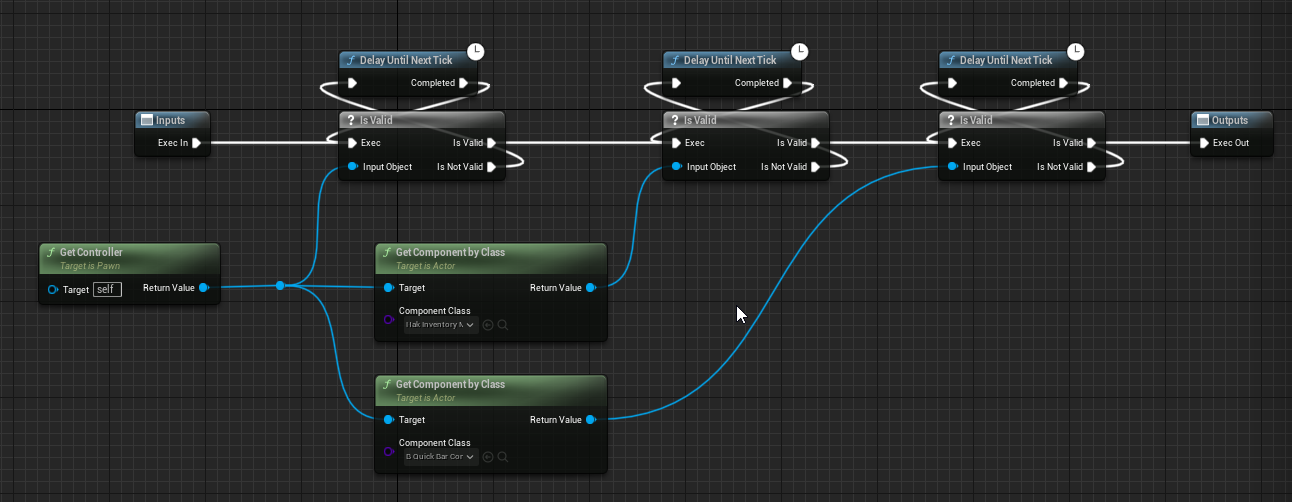 Delay Until Next Tick
Completed
Delay Until Next Tick
Completed
Delay Until Next Tick
Completed
Inputs
Exec In
? Is Valid
Exec
Is Valid
Input Object
Is Not Valid
? Is Valid
Exec
Is Valid
Input Object
Is Not Valid
? Is Valid
Exec
Is Valid
Input Object
Is Not Valid
Outputs
Exec Out
f Get Controller
Target is Pawn
Target self
Return Value
f Get Component by Class
Target is Actor
Target
Return Value
Component Class
Inventory
f Get Component by Class
Target is Actor
Target
Return Value
Component Class
Quick Bar